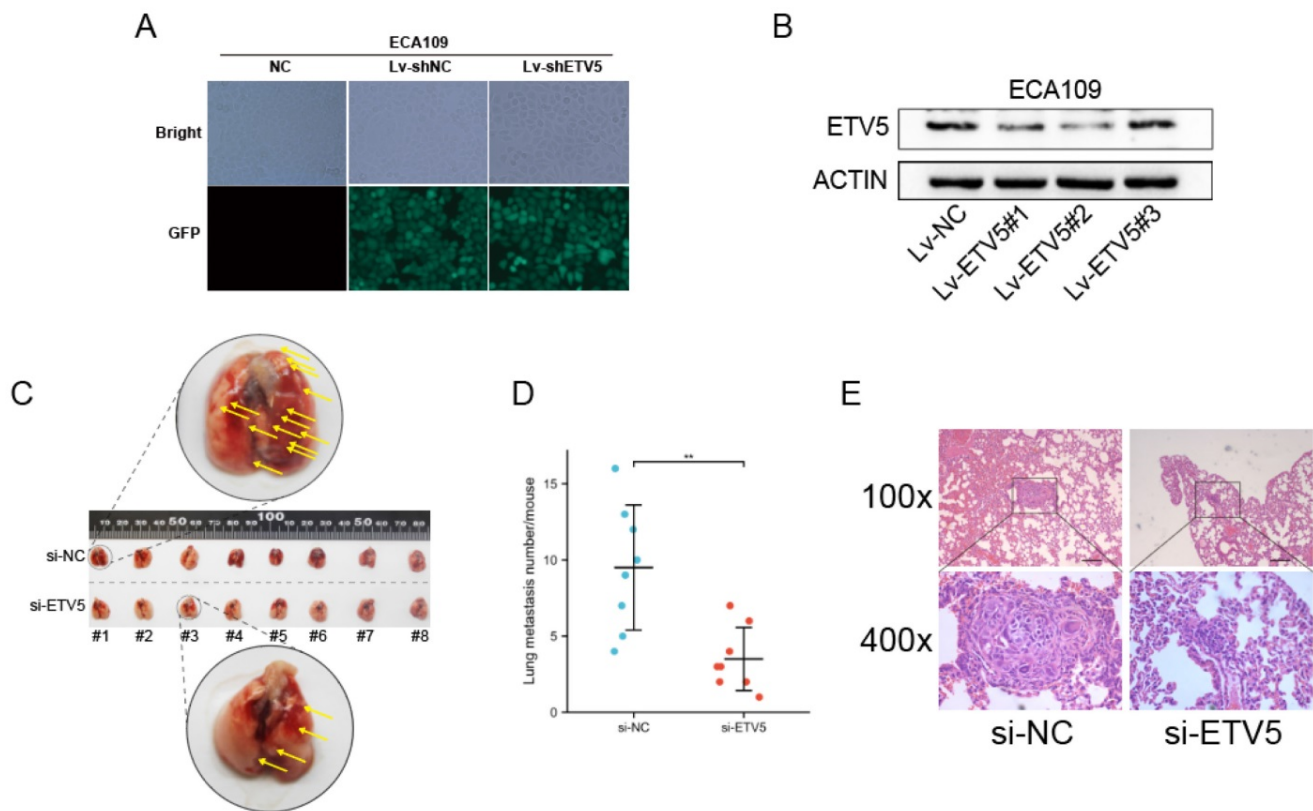 A
ECA109
NC Lv-shNC Lv-shETV5
Bright
GFP
B
ECA109
ETV5
ACTIN
Lv-NC
Lv-ETV5#1
Lv-ETV5#2
Lv-ETV5#3
C
si-NC
si-ETV5
#1 #2 #3 #4 #5 #6 #7 #8
D
Lung metastasis number/mouse
15
10
5
0
**
si-NC si-ETV5
E
100x
400x
si-NC si-ETV5